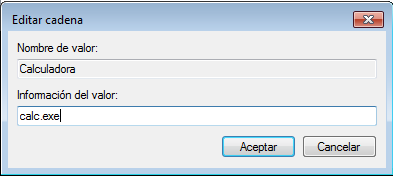 Editar cadena
Nombre de valor:
Calculadora
Información del valor:
calc.exe
Aceptar
Cancelar